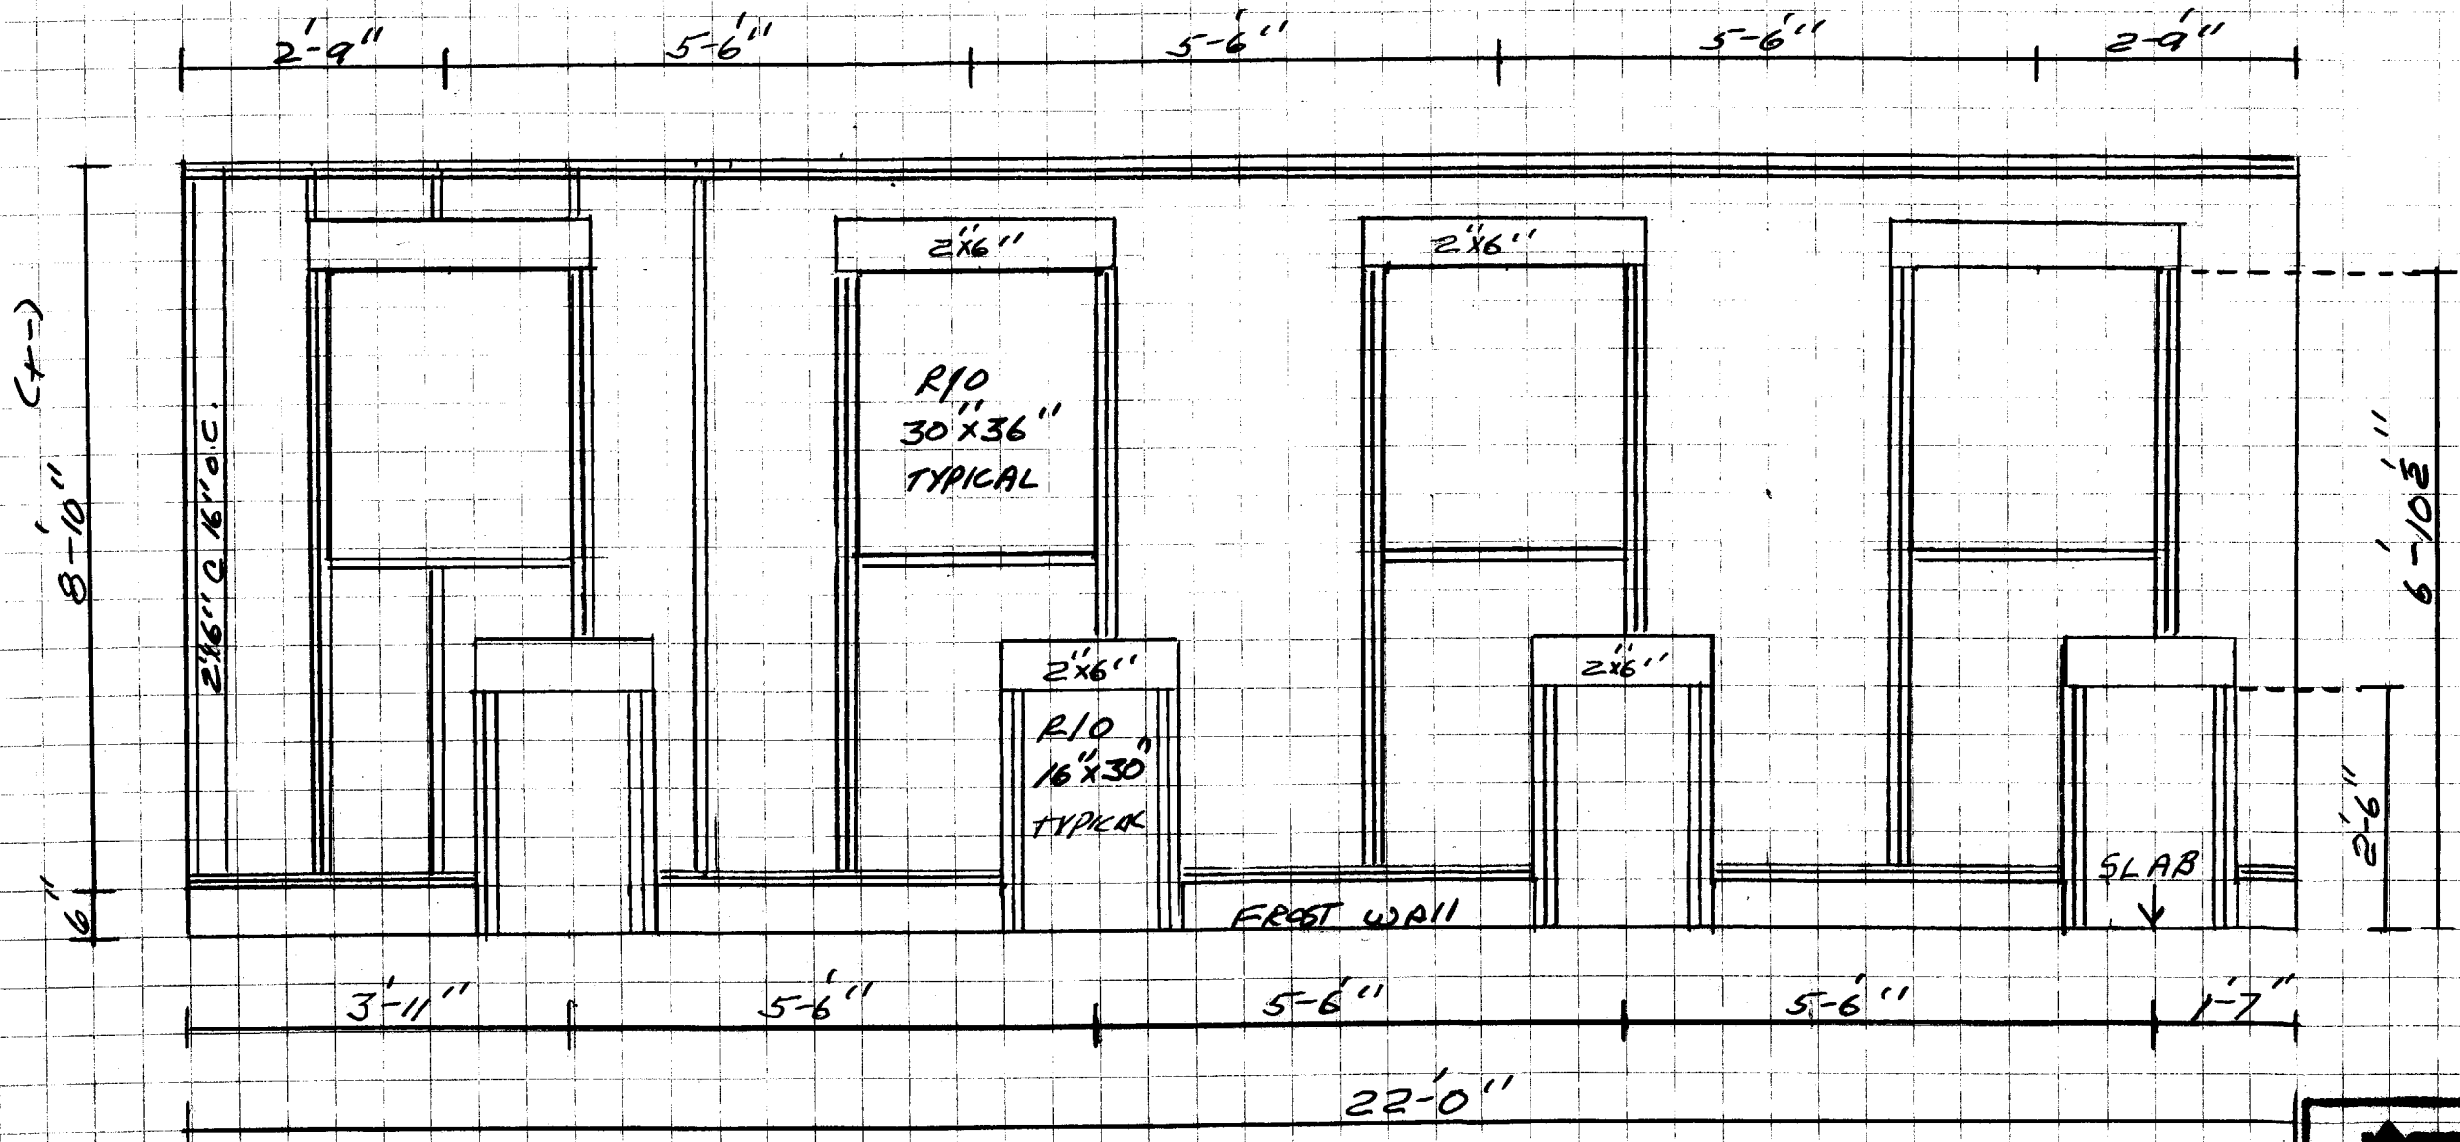 2'-9" 5'-6" 5'-6" 5'-6" 2'-9"
2"x6" 2"x6"
(+-)
8'-10"
6"
2"x6" @ 16" o.c.
R/O
30"x36"
TYPICAL
6'-10 1/2"
2"x6" 2"x6"
R/O
16"x30"
TYPICAL
2'-6"
SLAB
FROST WALL
3'-11" 5'-6" 5'-6" 5'-6" 1'-7"
22'-0"